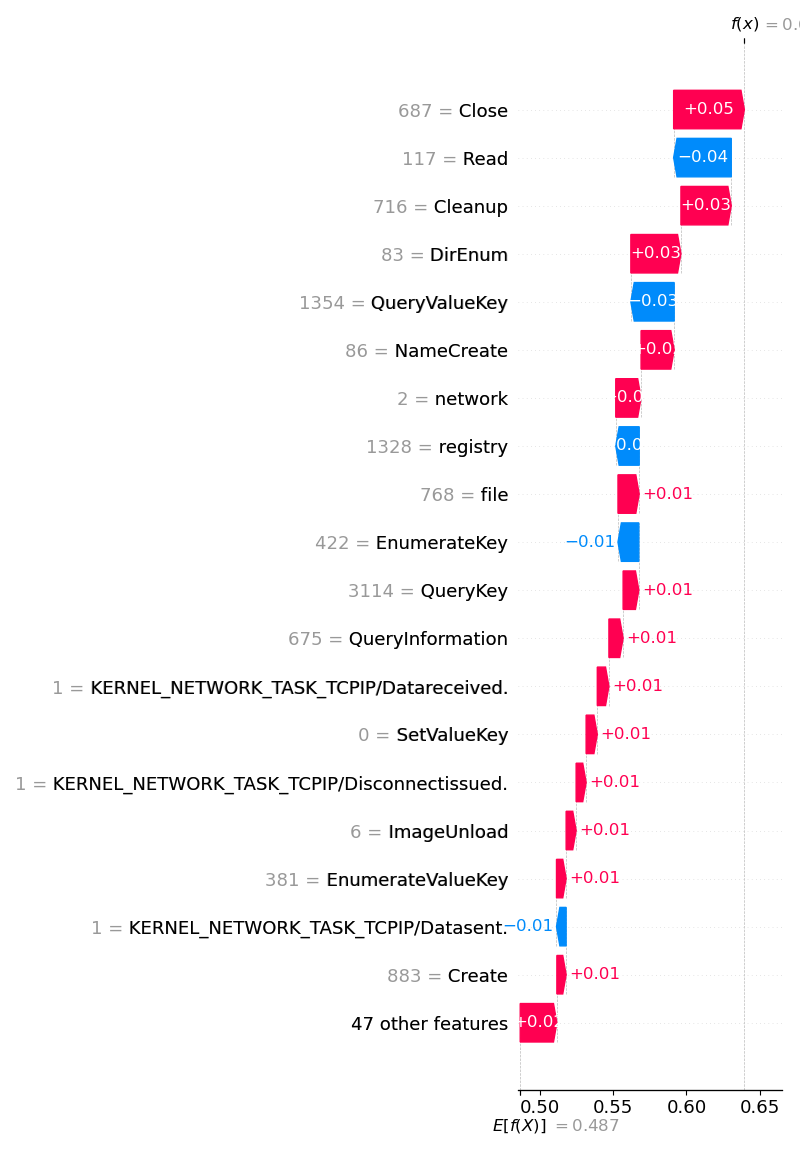 f(x) = 0.
687 = Close +0.05
117 = Read −0.04
716 = Cleanup +0.03
83 = DirEnum +0.03
1354 = QueryValueKey −0.03
86 = NameCreate
2 = network
1328 = registry
768 = file +0.01
422 = EnumerateKey −0.01
3114 = QueryKey +0.01
675 = QueryInformation +0.01
1 = KERNEL_NETWORK_TASK_TCPIP/Datareceived. +0.01
0 = SetValueKey +0.01
1 = KERNEL_NETWORK_TASK_TCPIP/Disconnectissued. +0.01
6 = ImageUnload +0.01
381 = EnumerateValueKey +0.01
1 = KERNEL_NETWORK_TASK_TCPIP/Datasent. −0.01
883 = Create +0.01
47 other features +0.02
0.50 0.55 0.60 0.65
E[f(X)] = 0.487